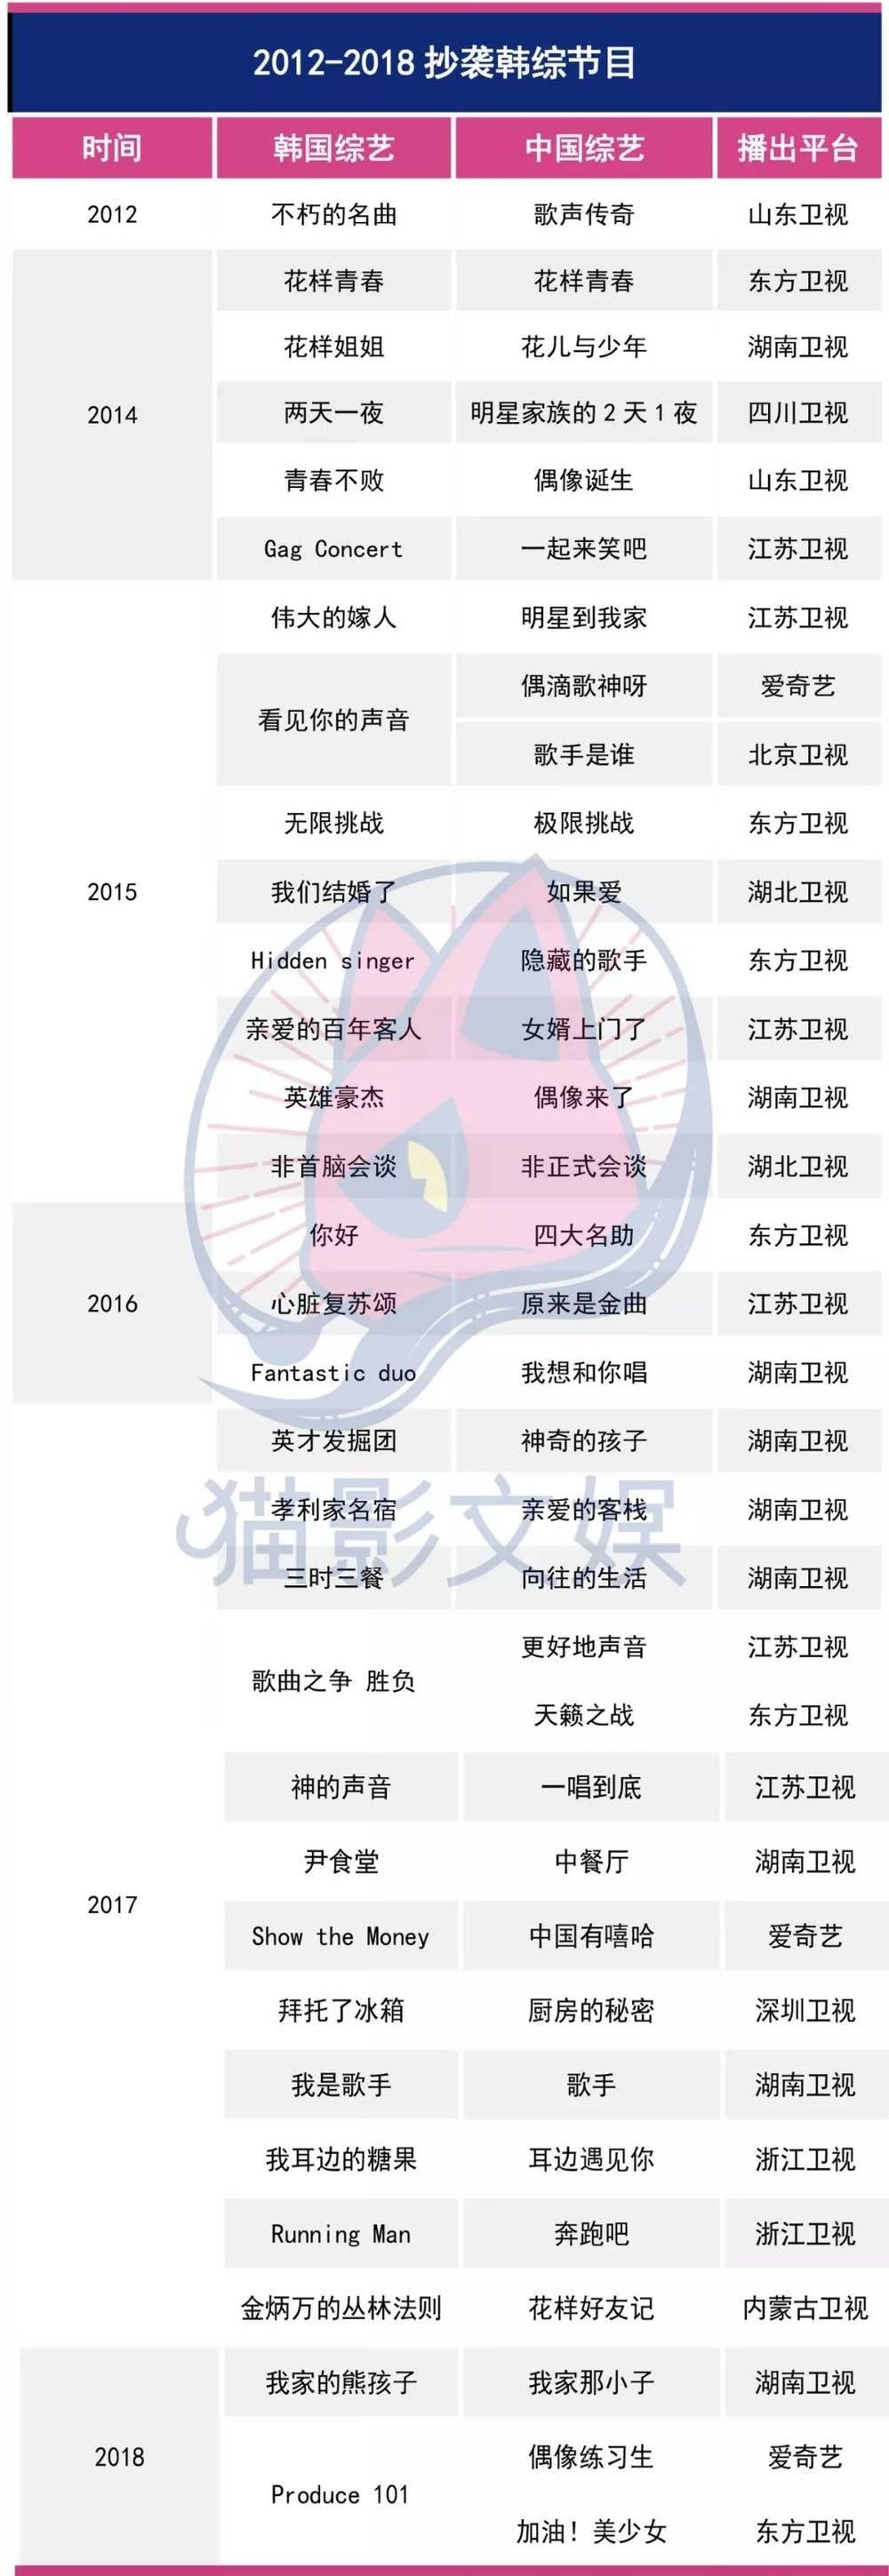 2012-2018 抄袭韩综节目
时间 韩国综艺 中国综艺 播出平台
2012 不朽的名曲 歌声传奇 山东卫视
2014 花样青春 花样青春 东方卫视
花样姐姐 花儿与少年 湖南卫视
两天一夜 明星家族的 2 天 1 夜 四川卫视
青春不败 偶像诞生 山东卫视
Gag Concert 一起来笑吧 江苏卫视
2015 伟大的嫁人 明星到我家 江苏卫视
看见你的声音 偶滴歌神呀 爱奇艺
歌手是谁 北京卫视
无限挑战 极限挑战 东方卫视
我们结婚了 如果爱 湖北卫视
Hidden singer 隐藏的歌手 东方卫视
亲爱的百年客人 女婿上门了 江苏卫视
英雄豪杰 偶像来了 湖南卫视
非首脑会谈 非正式会谈 湖北卫视
2016 你好 四大名助 东方卫视
心脏复苏颂 原来是金曲 江苏卫视
Fantastic duo 我想和你唱 湖南卫视
2017 英才发掘团 神奇的孩子 湖南卫视
孝利家名宿 亲爱的客栈 湖南卫视
三时三餐 向往的生活 湖南卫视
歌曲之争 胜负 更好地声音 江苏卫视
天籁之战 东方卫视
神的声音 一唱到底 江苏卫视
尹食堂 中餐厅 湖南卫视
Show the Money 中国有嘻哈 爱奇艺
拜托了冰箱 厨房的秘密 深圳卫视
我是歌手 歌手 湖南卫视
我耳边的糖果 耳边遇见你 浙江卫视
Running Man 奔跑吧 浙江卫视
金炳万的丛林法则 花样好友记 内蒙古卫视
2018 我家的熊孩子 我家那小子 湖南卫视
Produce 101 偶像练习生 爱奇艺
加油！美少女 东方卫视
猫影文娱